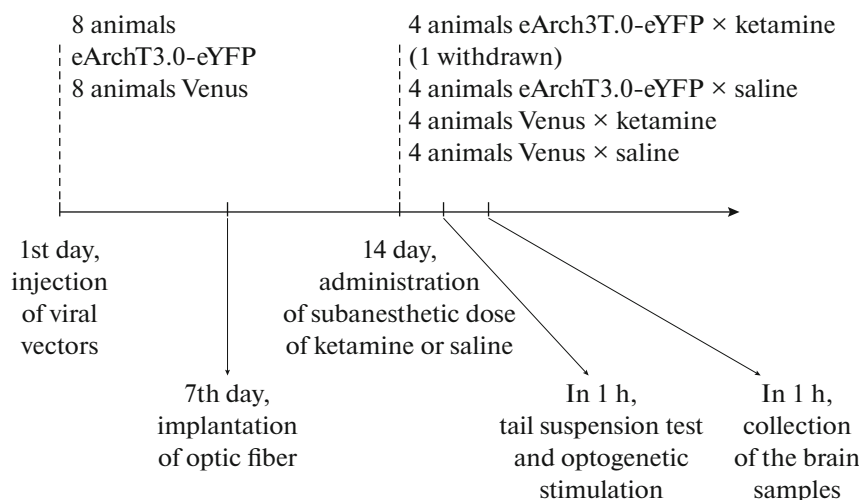 8 animals
eArchT3.0-eYFP
8 animals Venus
4 animals eArch3T.0-eYFP × ketamine
(1 withdrawn)
4 animals eArchT3.0-eYFP × saline
4 animals Venus × ketamine
4 animals Venus × saline
1st day,
injection
of viral
vectors
14 day,
administration
of subanesthetic dose
of ketamine or saline
7th day,
implantation
of optic fiber
In 1 h,
tail suspension test
and optogenetic
stimulation
In 1 h,
collection
of the brain
samples